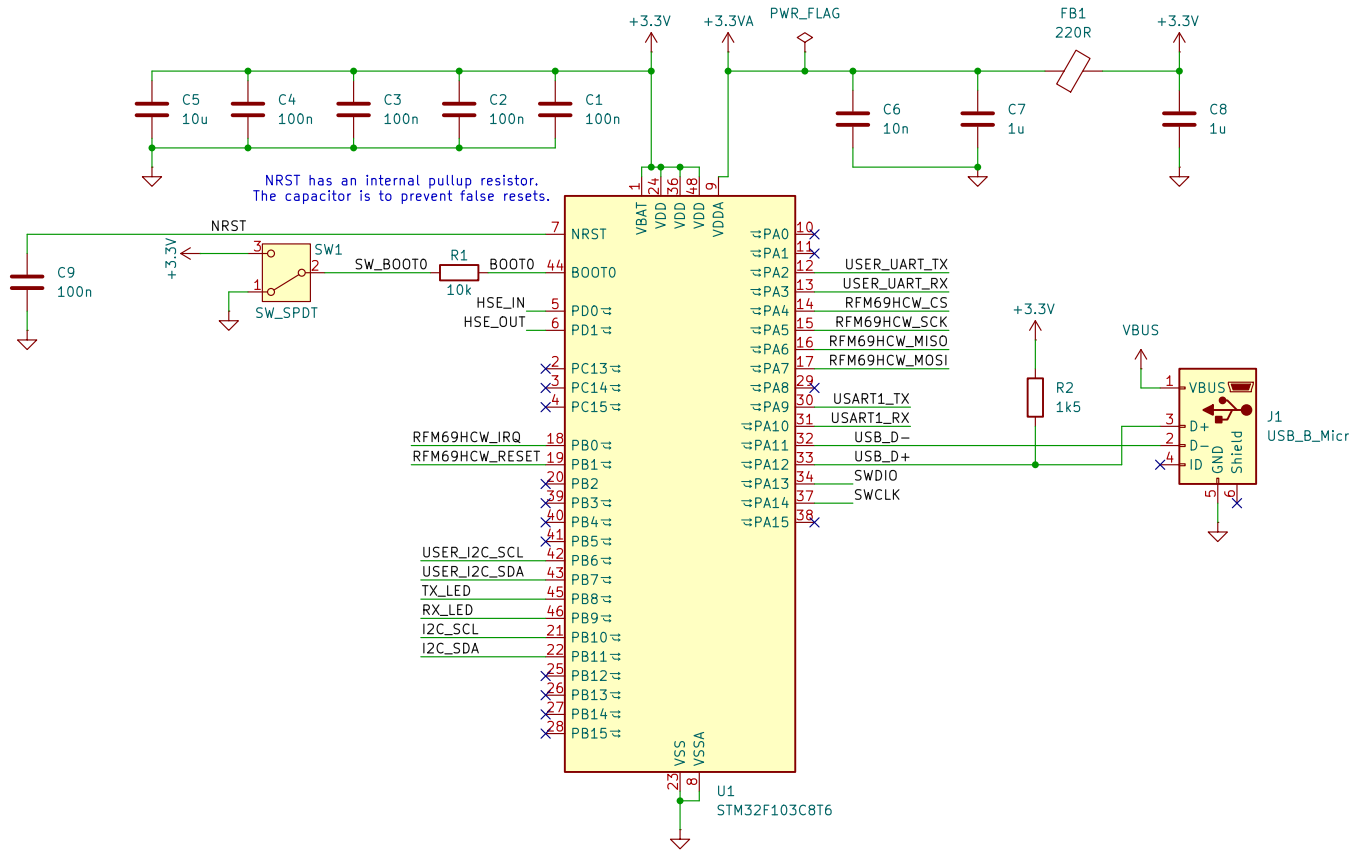 +3.3V
+3.3VA
PWR_FLAG
FB1
220R
+3.3V
C5
10u
C4
100n
C3
100n
C2
100n
C1
100n
C6
10n
C7
1u
C8
1u
NRST has an internal pullup resistor.
The capacitor is to prevent false resets.
1
24
36
48
9
VBAT
VDD
VDD
VDD
VDDA
NRST
7
NRST
+3.3V
3
2
1
SW1
SW_SPDT
C9
100n
SW_BOOT0
R1
10k
BOOT0
44
BOOT0
HSE_IN
5
PD0
HSE_OUT
6
PD1
2
PC13
3
PC14
4
PC15
RFM69HCW_IRQ
18
PB0
RFM69HCW_RESET
19
PB1
20
PB2
39
PB3
40
PB4
41
PB5
USER_I2C_SCL
42
PB6
USER_I2C_SDA
43
PB7
TX_LED
45
PB8
RX_LED
46
PB9
I2C_SCL
21
PB10
I2C_SDA
22
PB11
25
PB12
26
PB13
27
PB14
28
PB15
PA0
10
PA1
11
PA2
12
USER_UART_TX
PA3
13
USER_UART_RX
PA4
14
RFM69HCW_CS
PA5
15
RFM69HCW_SCK
PA6
16
RFM69HCW_MISO
PA7
17
RFM69HCW_MOSI
PA8
29
PA9
30
USART1_TX
PA10
31
USART1_RX
PA11
32
USB_D-
PA12
33
USB_D+
PA13
34
SWDIO
PA14
37
SWCLK
PA15
38
+3.3V
R2
1k5
VBUS
1
VBUS
3
D+
2
D-
4
ID
GND
Shield
5
6
J1
USB_B_Micr
VSS
VSSA
23
8
U1
STM32F103C8T6